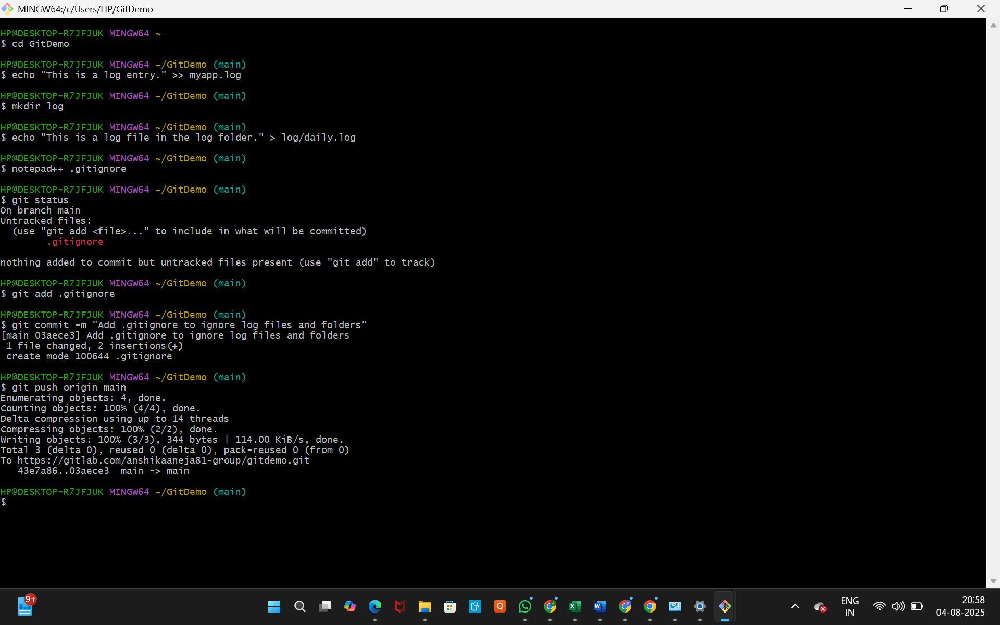 MINGW64:/c/Users/HP/GitDemo
HP@DESKTOP-R7JFJUK MINGW64 ~
$ cd GitDemo
HP@DESKTOP-R7JFJUK MINGW64 ~/GitDemo (main)
$ echo "This is a log entry." >> myapp.log
HP@DESKTOP-R7JFJUK MINGW64 ~/GitDemo (main)
$ mkdir log
HP@DESKTOP-R7JFJUK MINGW64 ~/GitDemo (main)
$ echo "This is a log file in the log folder." > log/daily.log
HP@DESKTOP-R7JFJUK MINGW64 ~/GitDemo (main)
$ notepad++ .gitignore
HP@DESKTOP-R7JFJUK MINGW64 ~/GitDemo (main)
$ git status
On branch main
Untracked files:
  (use "git add <file>..." to include in what will be committed)
        .gitignore
nothing added to commit but untracked files present (use "git add" to track)
HP@DESKTOP-R7JFJUK MINGW64 ~/GitDemo (main)
$ git add .gitignore
HP@DESKTOP-R7JFJUK MINGW64 ~/GitDemo (main)
$ git commit -m "Add .gitignore to ignore log files and folders"
[main 03aece3] Add .gitignore to ignore log files and folders
 1 file changed, 2 insertions(+)
 create mode 100644 .gitignore
HP@DESKTOP-R7JFJUK MINGW64 ~/GitDemo (main)
$ git push origin main
Enumerating objects: 4, done.
Counting objects: 100% (4/4), done.
Delta compression using up to 14 threads
Compressing objects: 100% (2/2), done.
Writing objects: 100% (3/3), 344 bytes | 114.00 KiB/s, done.
Total 3 (delta 0), reused 0 (delta 0), pack-reused 0 (from 0)
To https://gitlab.com/anshikaaneja81-group/gitdemo.git
   43e7a86..03aece3  main -> main
HP@DESKTOP-R7JFJUK MINGW64 ~/GitDemo (main)
$
9+
ENG
IN
20:58
04-08-2025